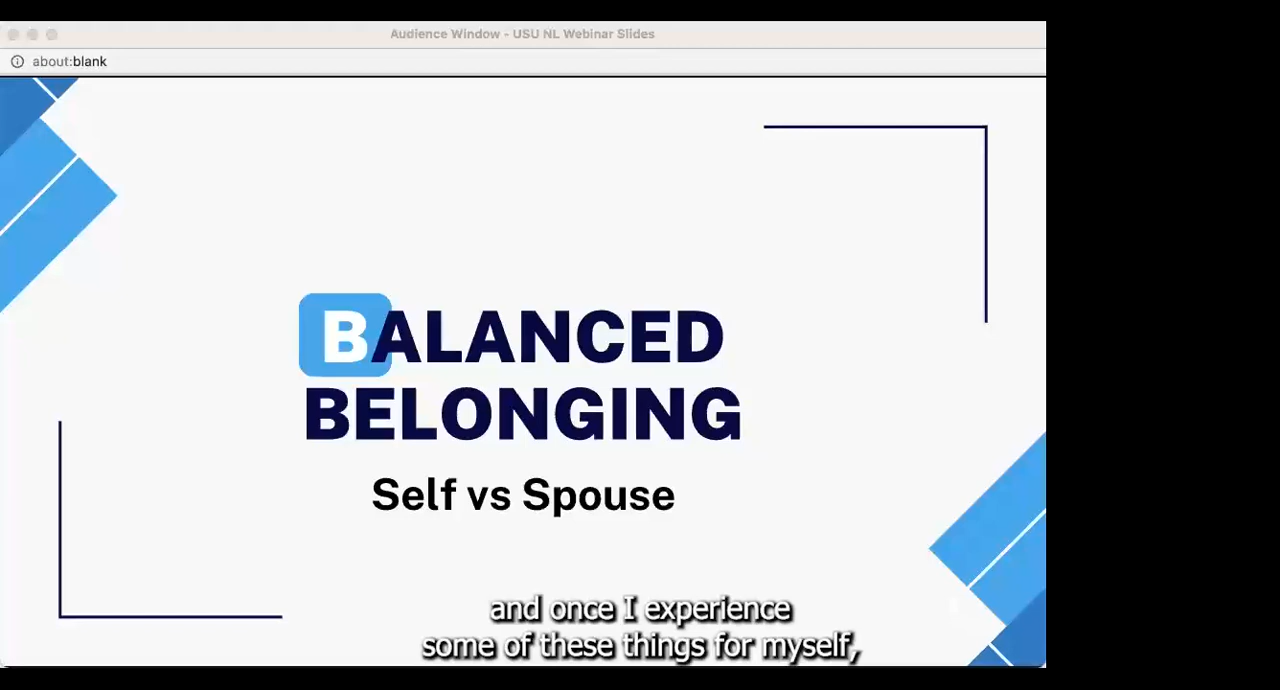 Audience Window - USU NL Webinar Slides
about:blank
BALANCED
BELONGING
Self vs Spouse
and once I experience
some of these things for myself,